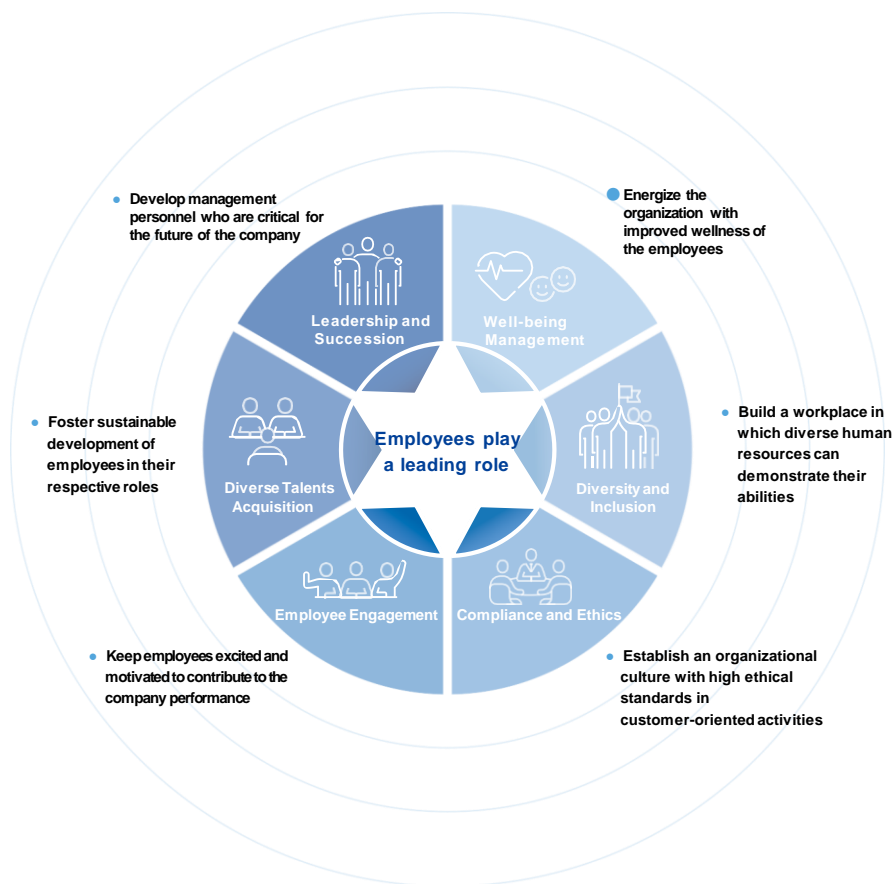 Develop management
personnel who are critical for
the future of the company
Energize the
organization with
improved wellness of
the employees
Leadership and
Succession
Well-being
Management
Foster sustainable
development of
employees in their
respective roles
Diverse Talents
Acquisition
Employees play
a leading role
Diversity and
Inclusion
Build a workplace in
which diverse human
resources can
demonstrate their
abilities
Employee Engagement
Compliance and Ethics
Keep employees excited and
motivated to contribute to the
company performance
Establish an organizational
culture with high ethical
standards in
customer-oriented activities